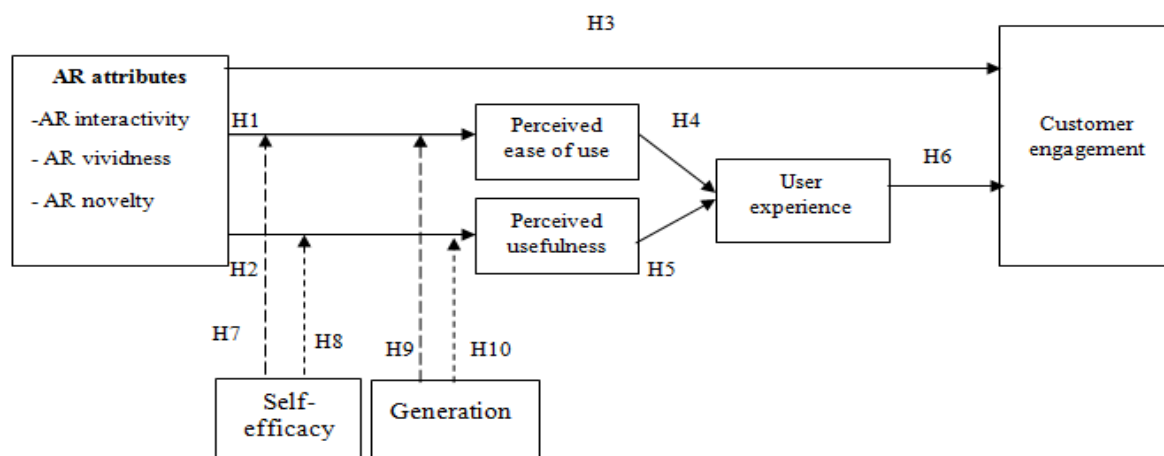 H3
AR attributes
-AR interactivity
- AR vividness
- AR novelty
H1
Perceived
ease of use
H4
Customer
engagement
User
experience
H6
Perceived
usefulness
H2
H5
H7
H8
H9
H10
Self-
efficacy
Generation